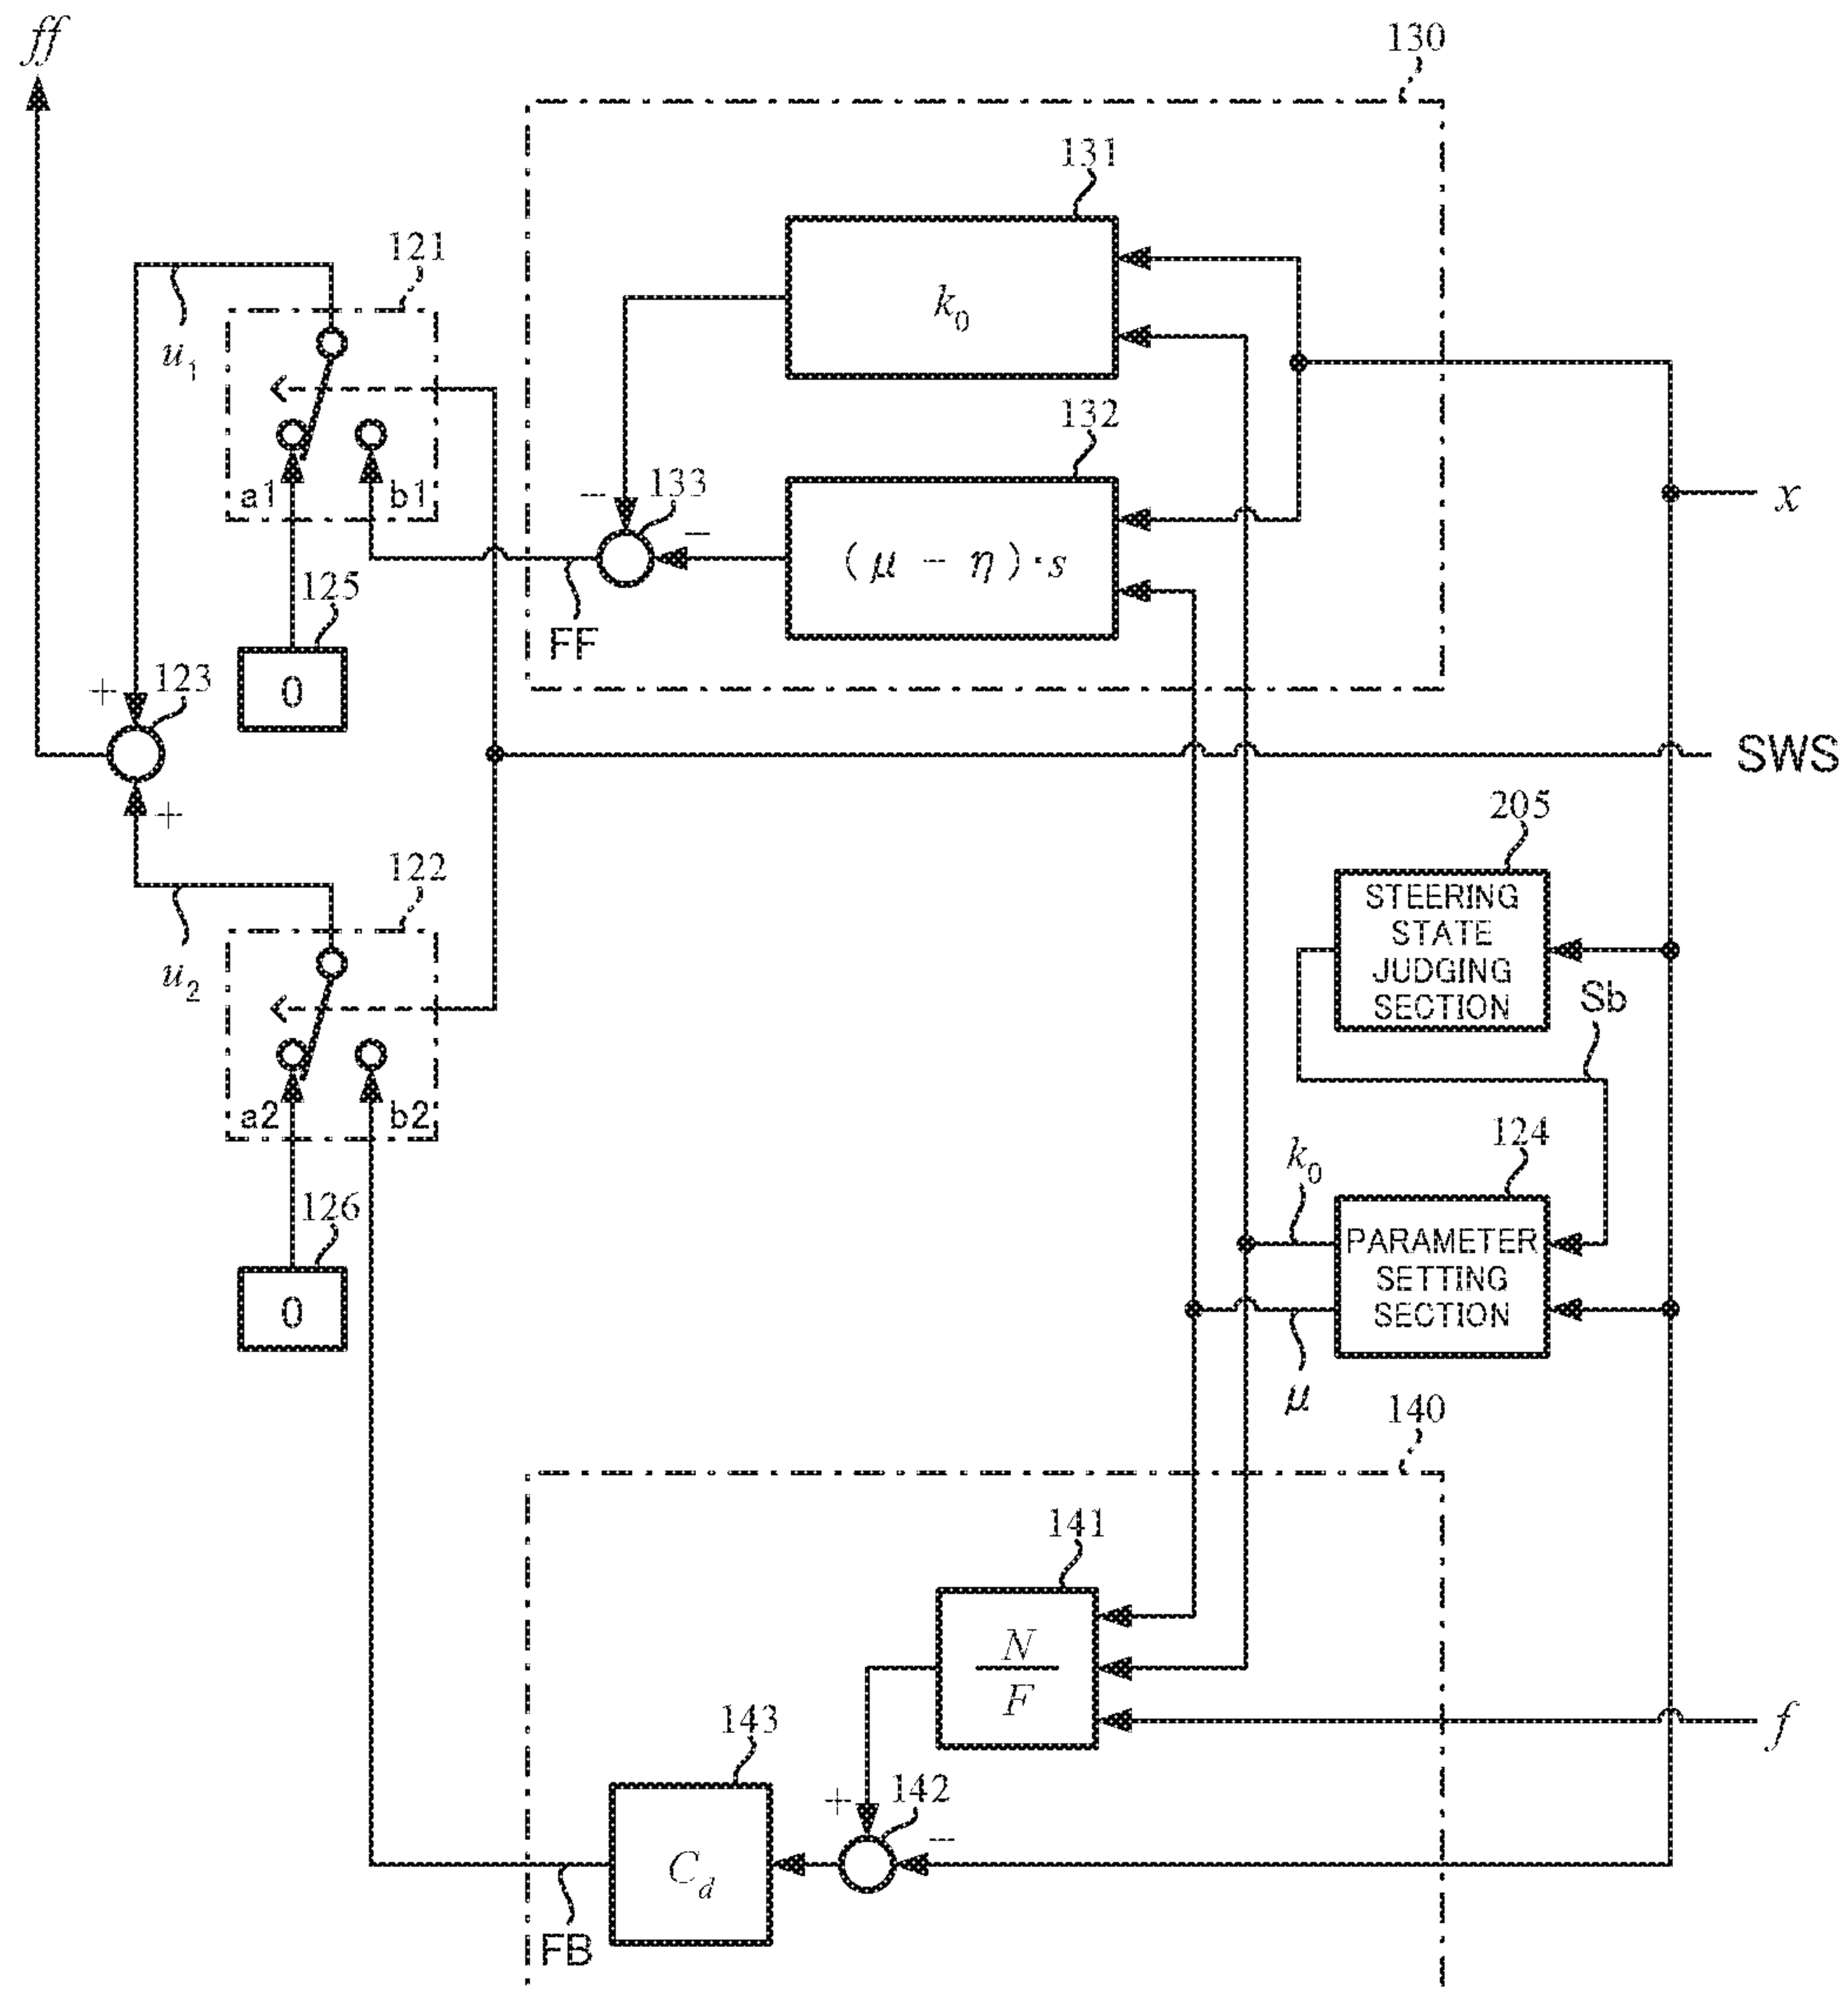 ff
130
131
121
k0
u1
132
133
a1
b1
(μ − η)·s
x
125
FF
0
123
SWS
205
122
STEERING
STATE
JUDGING
SECTION
u2
Sb
a2
b2
124
k0
126
PARAMETER
SETTING
SECTION
0
μ
140
141
N
F
143
f
142
Cd
FB
+
+
−
−
+
−